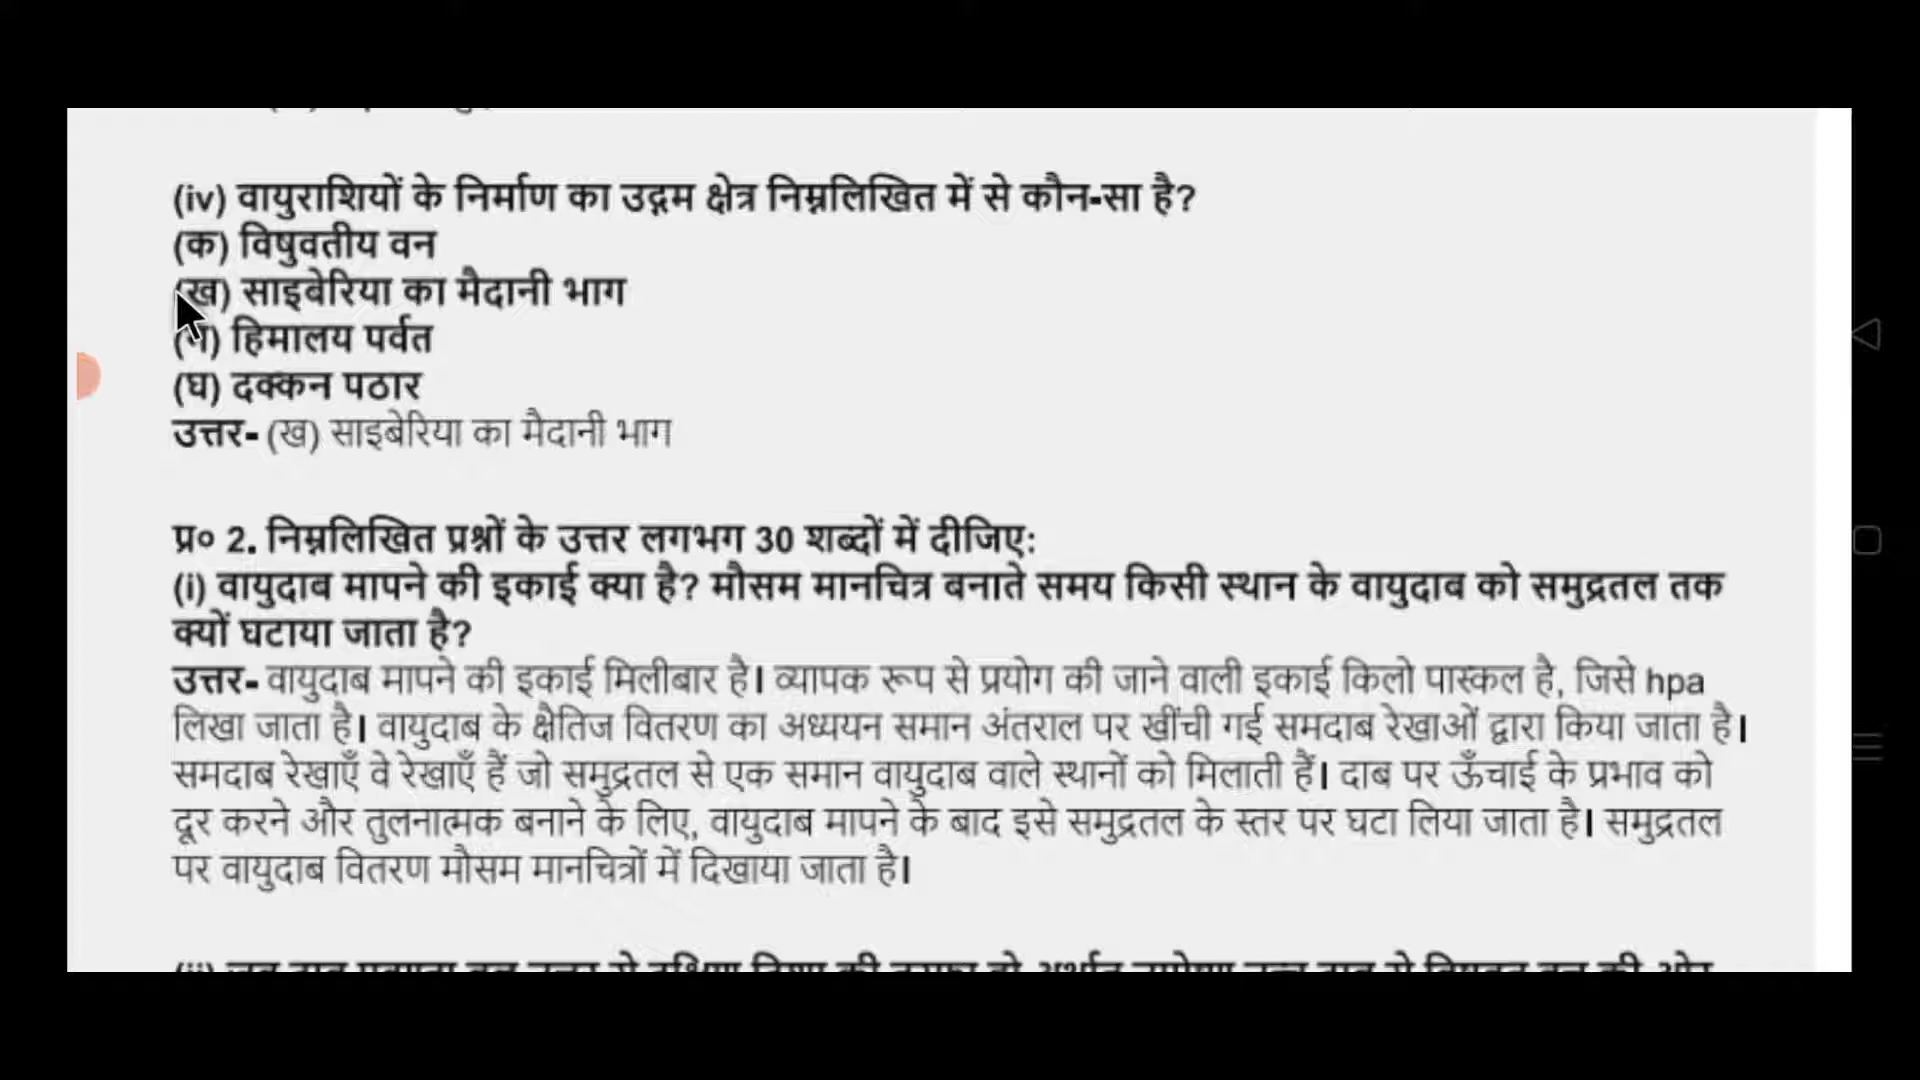 (iv) वायुराशियों के निर्माण का उद्गम क्षेत्र निम्नलिखित में से कौन-सा है?
(क) विषुवतीय वन
(ख) साइबेरिया का मैदानी भाग
(ग) हिमालय पर्वत
(घ) दक्कन पठार
उत्तर- (ख) साइबेरिया का मैदानी भाग
प्र० 2. निम्नलिखित प्रश्नों के उत्तर लगभग 30 शब्दों में दीजिए:
(i) वायुदाब मापने की इकाई क्या है? मौसम मानचित्र बनाते समय किसी स्थान के वायुदाब को समुद्रतल तक
क्यों घटाया जाता है?
उत्तर- वायुदाब मापने की इकाई मिलीबार है। व्यापक रूप से प्रयोग की जाने वाली इकाई किलो पास्कल है, जिसे hpa
लिखा जाता है। वायुदाब के क्षैतिज वितरण का अध्ययन समान अंतराल पर खींची गई समदाब रेखाओं द्वारा किया जाता है।
समदाब रेखाएँ वे रेखाएँ हैं जो समुद्रतल से एक समान वायुदाब वाले स्थानों को मिलाती हैं। दाब पर ऊँचाई के प्रभाव को
दूर करने और तुलनात्मक बनाने के लिए, वायुदाब मापने के बाद इसे समुद्रतल के स्तर पर घटा लिया जाता है। समुद्रतल
पर वायुदाब वितरण मौसम मानचित्रों में दिखाया जाता है।